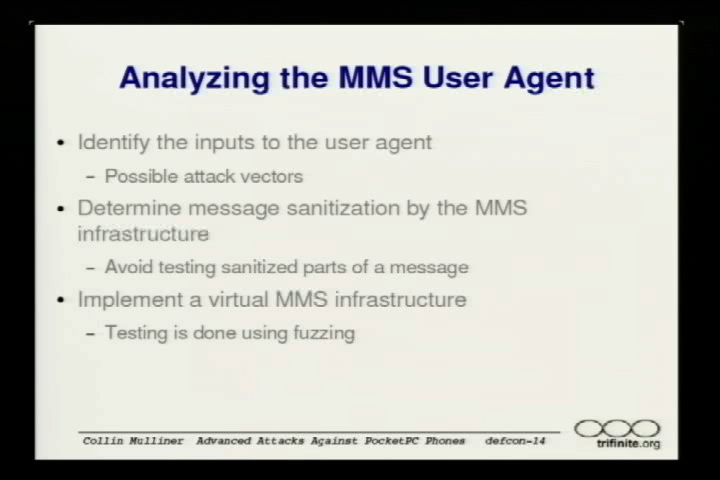 Analyzing the MMS User Agent
• Identify the inputs to the user agent
– Possible attack vectors
• Determine message sanitization by the MMS
infrastructure
– Avoid testing sanitized parts of a message
• Implement a virtual MMS infrastructure
– Testing is done using fuzzing
Collin Mulliner Advanced Attacks Against PocketPC Phones defcon-14
trifinite.org